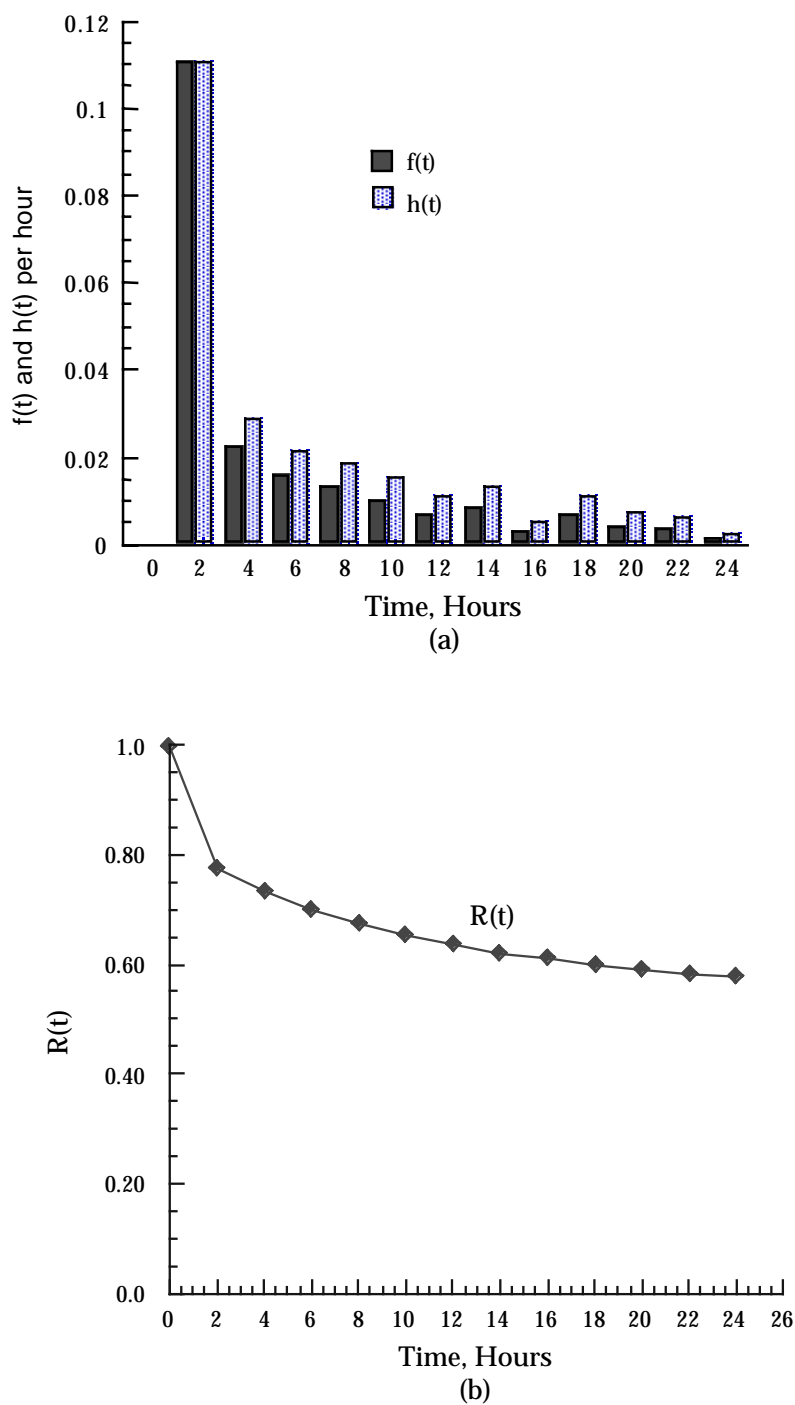 0.12
0.1
0.08
0.06
0.04
0.02
0
f(t) and h(t) per hour
f(t)
h(t)
0 2 4 6 8 10 12 14 16 18 20 22 24
Time, Hours
(a)
1.0
0.80
0.60
0.40
0.20
0.0
R(t)
R(t)
0 2 4 6 8 10 12 14 16 18 20 22 24 26
Time, Hours
(b)